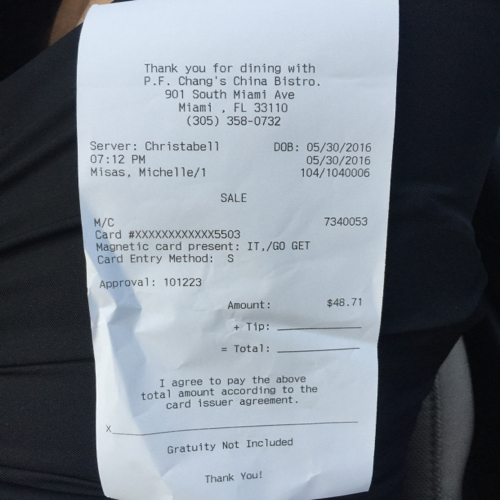 Thank you for dining with
P.F. Chang's China Bistro.
901 South Miami Ave
Miami , FL 33110
(305) 358-0732
Server: Christabell DOB: 05/30/2016
07:12 PM 05/30/2016
Misas, Michelle/1 104/1040006
SALE
M/C 7340053
Card #XXXXXXXXXXXX5503
Magnetic card present: IT,/GO GET
Card Entry Method: S
Approval: 101223
Amount: $48.71
+ Tip:
= Total:
I agree to pay the above
total amount according to the
card issuer agreement.
X
Gratuity Not Included
Thank You!